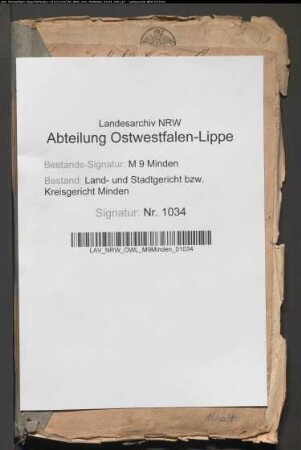 Landesarchiv NRW
Abteilung Ostwestfalen-Lippe
Bestands-Signatur: M 9 Minden
Bestand: Land- und Stadtgericht bzw.
Kreisgericht Minden
Signatur: Nr. 1034
LAV_NRW_OWL_M9Minden_01034